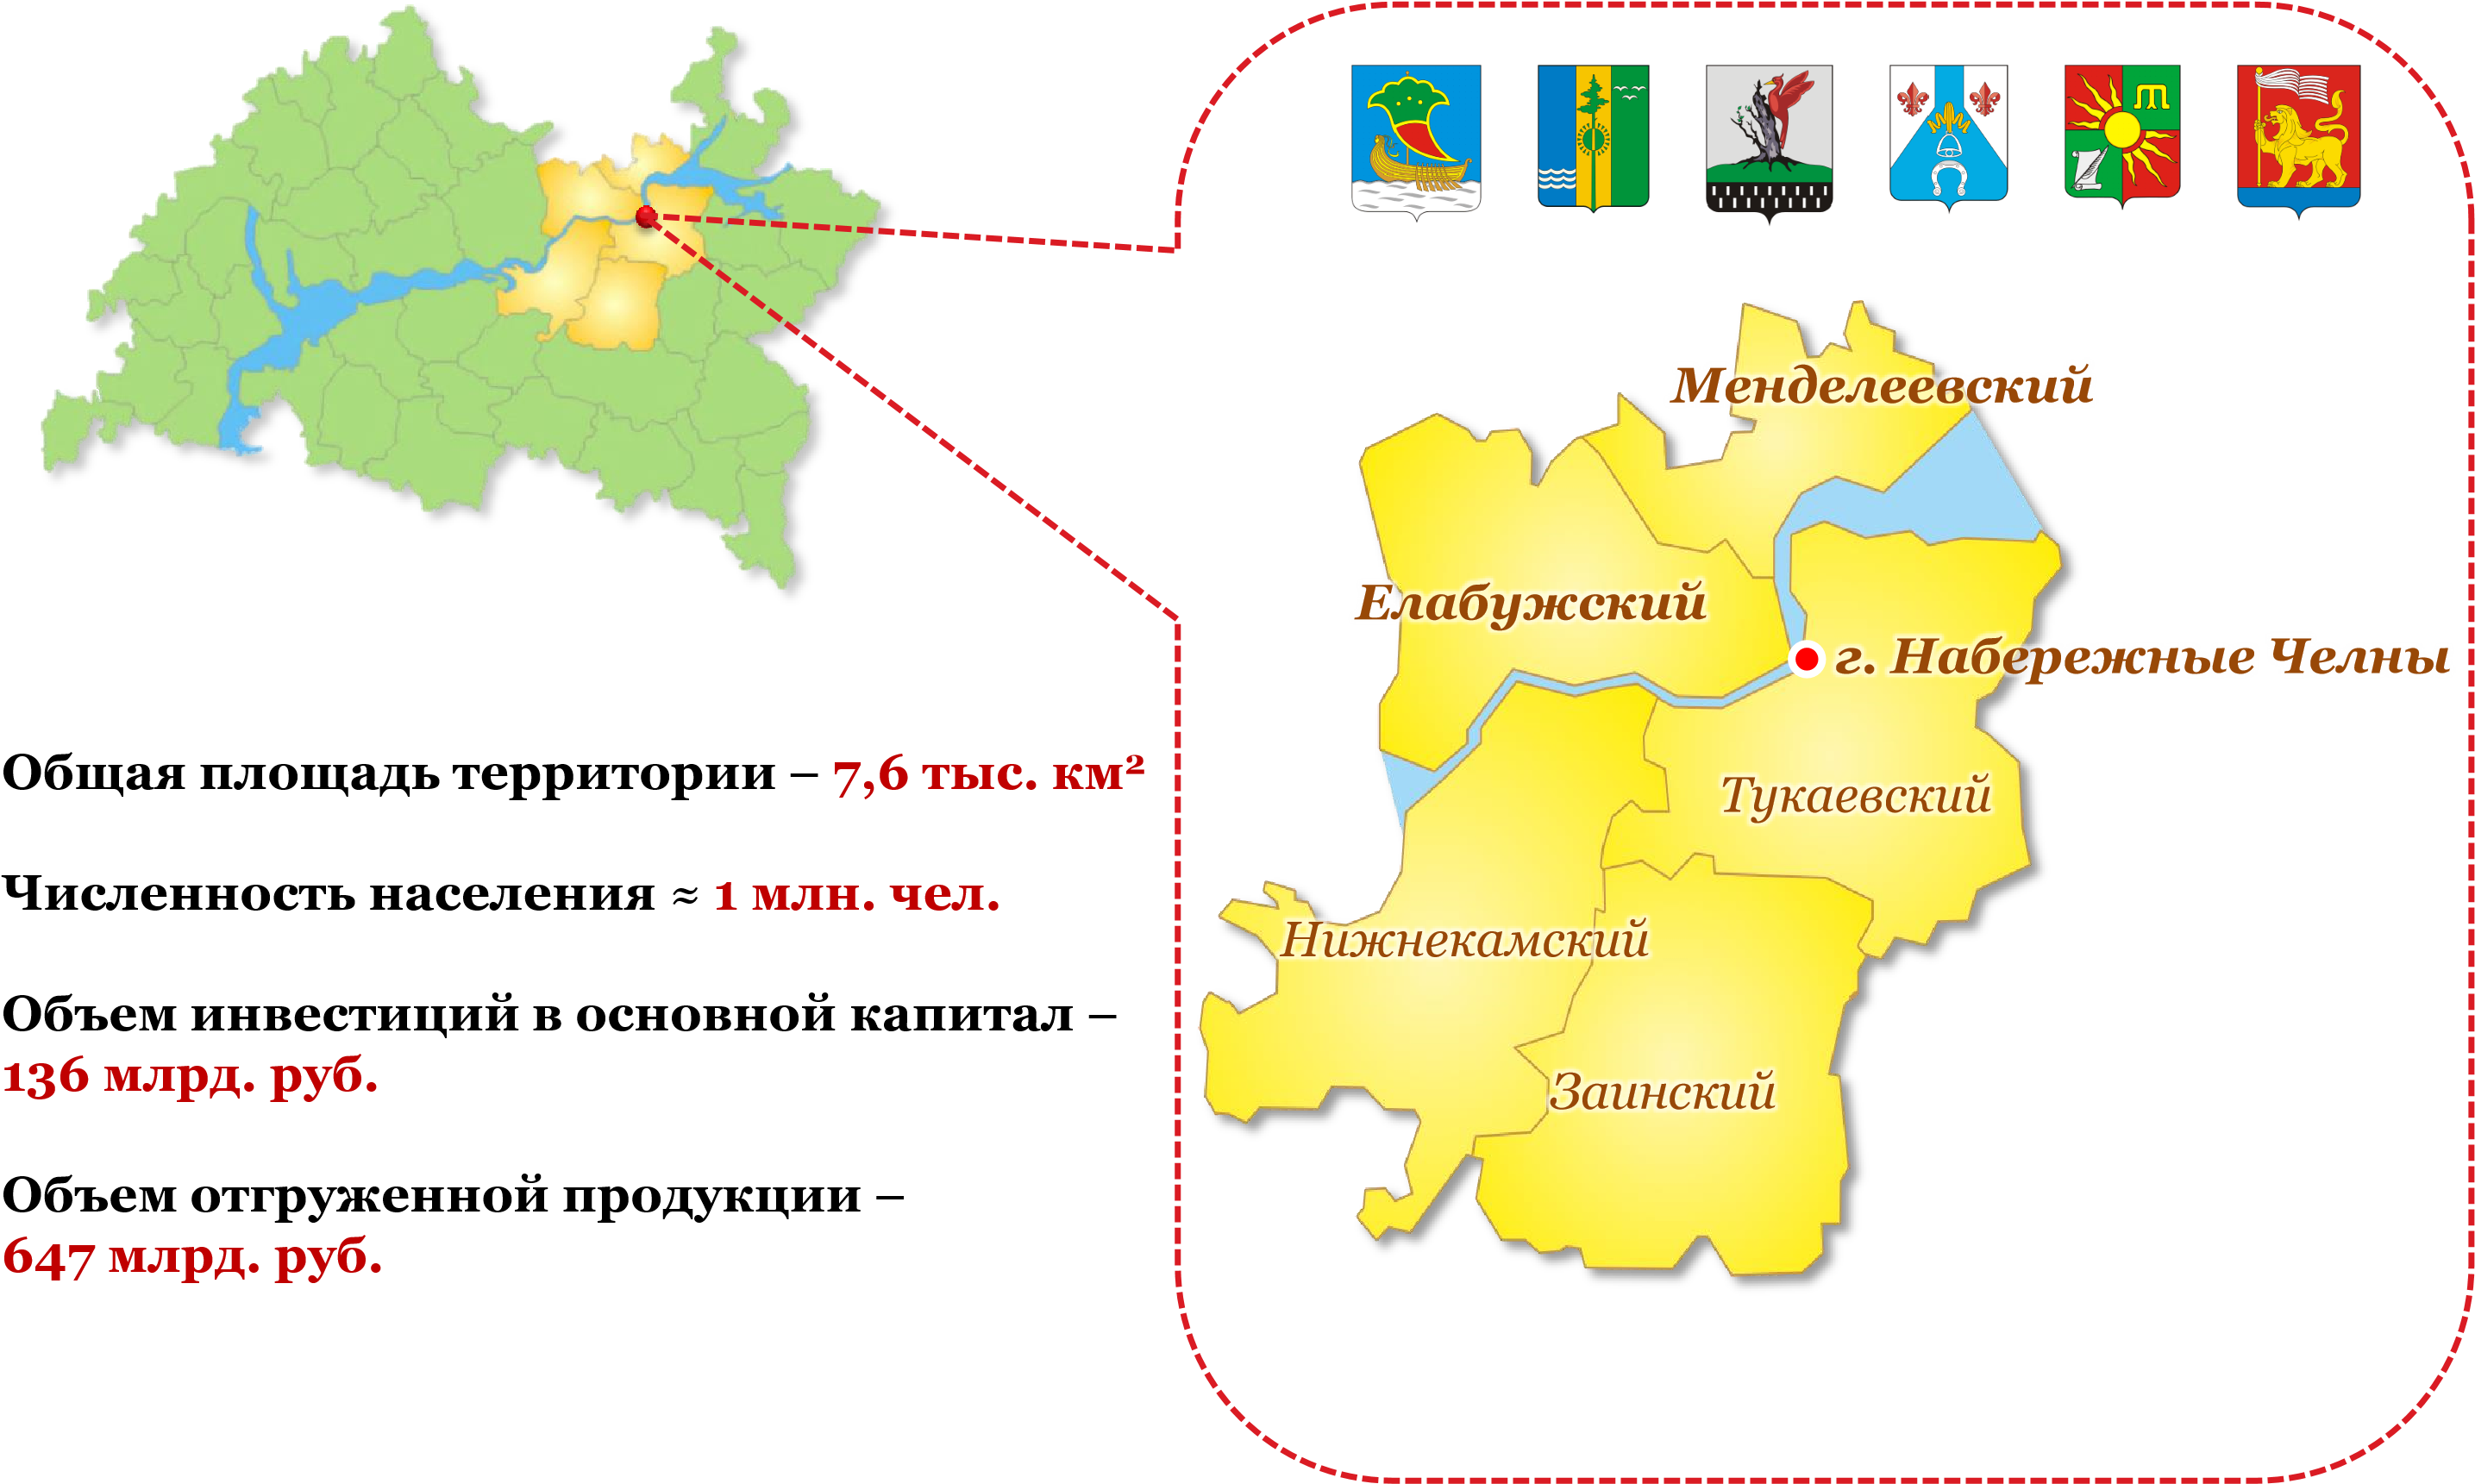 Общая площадь территории – 7,6 тыс. км²
Численность населения ≈ 1 млн. чел.
Объем инвестиций в основной капитал –
136 млрд. руб.
Объем отгруженной продукции –
647 млрд. руб.
Менделеевский
Елабужский
г. Набережные Челны
Тукаевский
Нижнекамский
Заинский